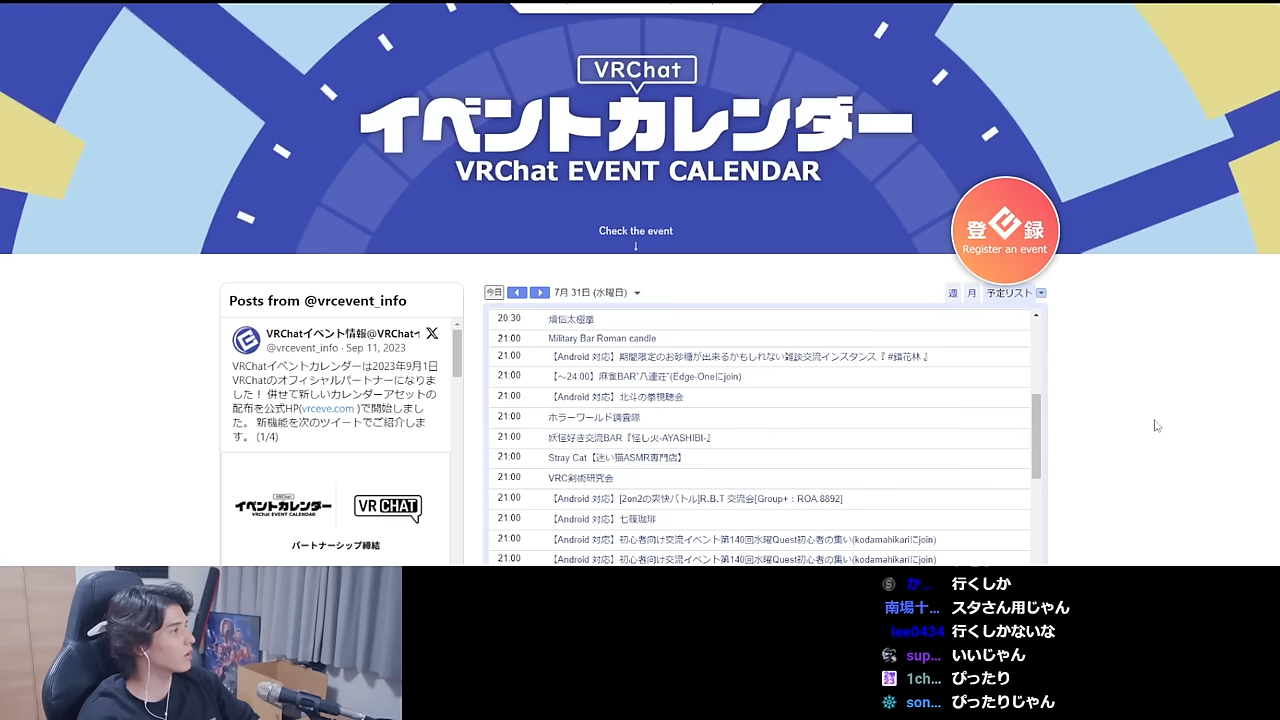 VRChat
イベントカレンダー
VRChat EVENT CALENDAR
Check the event
↓
登 録
Register an event
Posts from @vrcevent_info
VRChatイベント情報@VRChatイ
@vrcevent_info · Sep 11, 2023
VRChatイベントカレンダーは2023年9月1日
VRChatのオフィシャルパートナーになりま
した！ 併せて新しいカレンダーアセットの
配布を公式HP(vrceve.com )で開始しまし
た。 新機能を次のツイートでご紹介しま
す。 (1/4)
VRChat
イベントカレンダー
VRChat EVENT CALENDAR
VR CHAT
パートナーシップ締結
今日 7月 31日 (水曜日)
週 月 予定リスト
20:30 煩悩太極拳
21:00 Military Bar Roman candle
21:00 【Android 対応】期間限定のお砂糖が出来るかもしれない雑談交流インスタンス『 #鏡花林 』
21:00 【〜24:00】麻雀BAR"八連荘"(Edge-Oneにjoin)
21:00 【Android 対応】北斗の拳視聴会
21:00 ホラーワールド調査隊
21:00 妖怪好き交流BAR『怪し火-AYASHIBI-』
21:00 Stray Cat【迷い猫ASMR専門店】
21:00 VRC剣術研究会
21:00 【Android 対応】[2on2の爽快バトル]R.B.T 交流会[Group+：ROA.8892]
21:00 【Android 対応】七篠珈琲
21:00 【Android 対応】初心者向け交流イベント第140回水曜Quest初心者の集い(kodamahikariにjoin)
21:00 【Android 対応】初心者向け交流イベント第140回水曜Quest初心者の集い(kodamahikariにjoin)
か... 行くしか
南場十... スタさん用じゃん
lee0434 行くしかないな
sup... いいじゃん
1ch... ぴったり
son... ぴったりじゃん